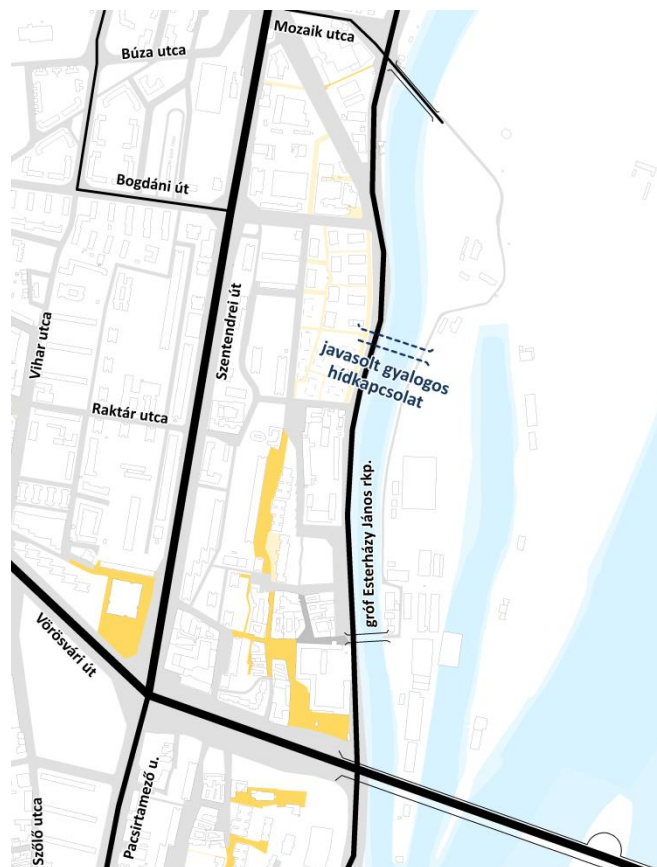 Mozaik utca
Búza utca
Bogdáni út
Szentendrei út
Vihar utca
javasolt gyalogos
hídkapcsolat
Raktár utca
gróf Esterházy János rkp.
Vörösvári út
Pacsirtamező u.
Szőlő utca